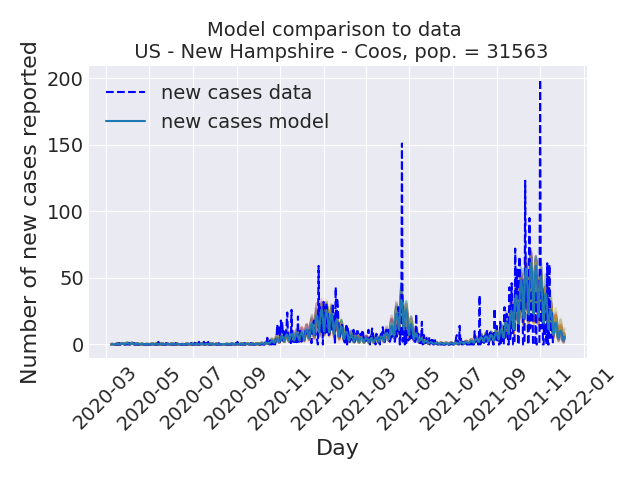 Model comparison to data
US - New Hampshire - Coos, pop. = 31563
Number of new cases reported
200
150
100
50
0
new cases data
new cases model
2020-03
2020-05
2020-07
2020-09
2020-11
2021-01
2021-03
2021-05
2021-07
2021-09
2021-11
2022-01
Day